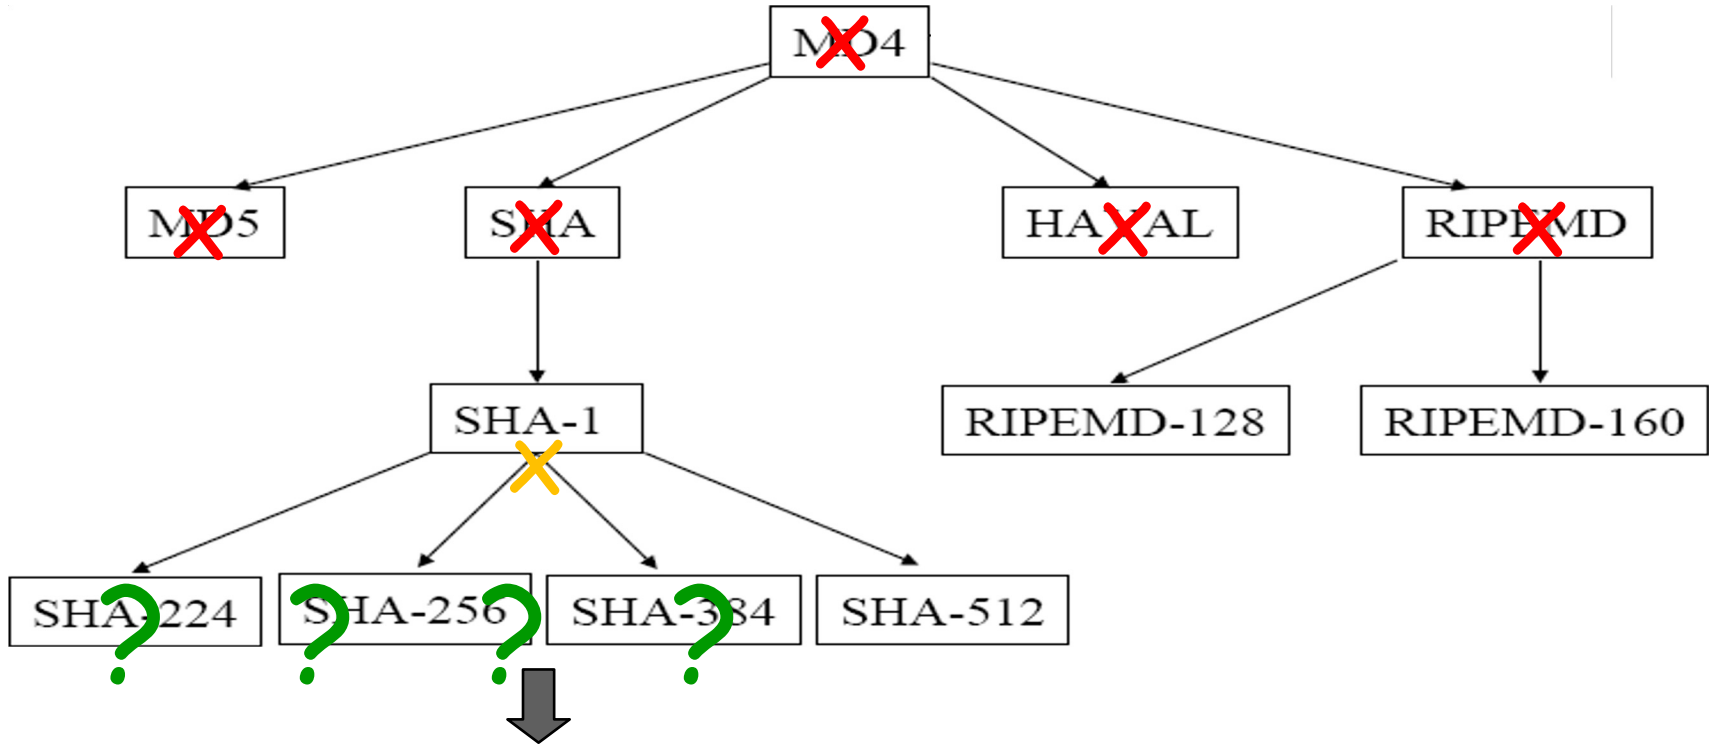 MD4
MD5
SHA
HAVAL
RIPEMD
SHA-1
RIPEMD-128
RIPEMD-160
SHA-224
SHA-256
SHA-384
SHA-512
? ? ? ?